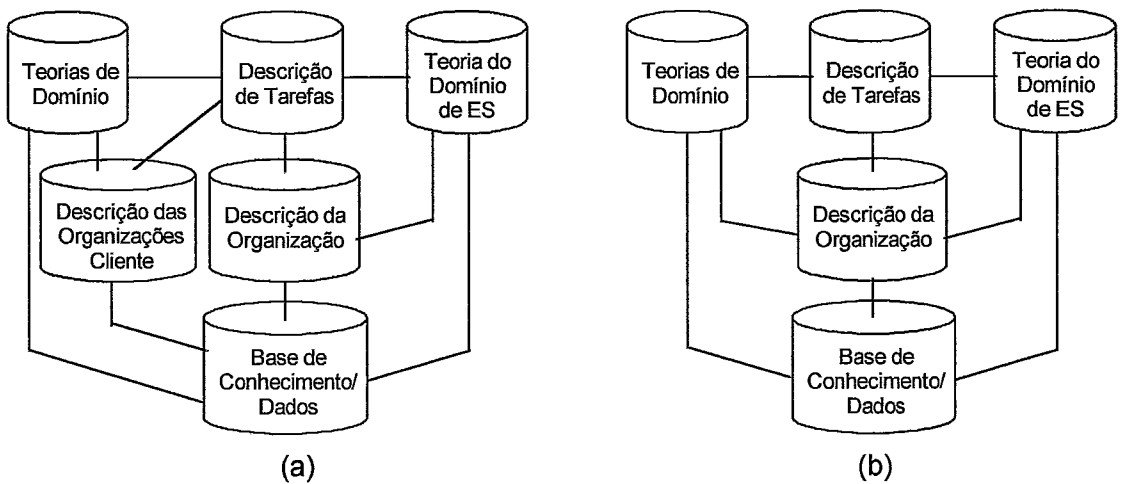 Teorias de
Domínio
Descrição
de Tarefas
Teoria do
Domínio
de ES
Descrição das
Organizações
Cliente
Descrição da
Organização
Base de
Conhecimento/
Dados
(a)
Teorias de
Domínio
Descrição
de Tarefas
Teoria do
Domínio
de ES
Descrição da
Organização
Base de
Conhecimento/
Dados
(b)